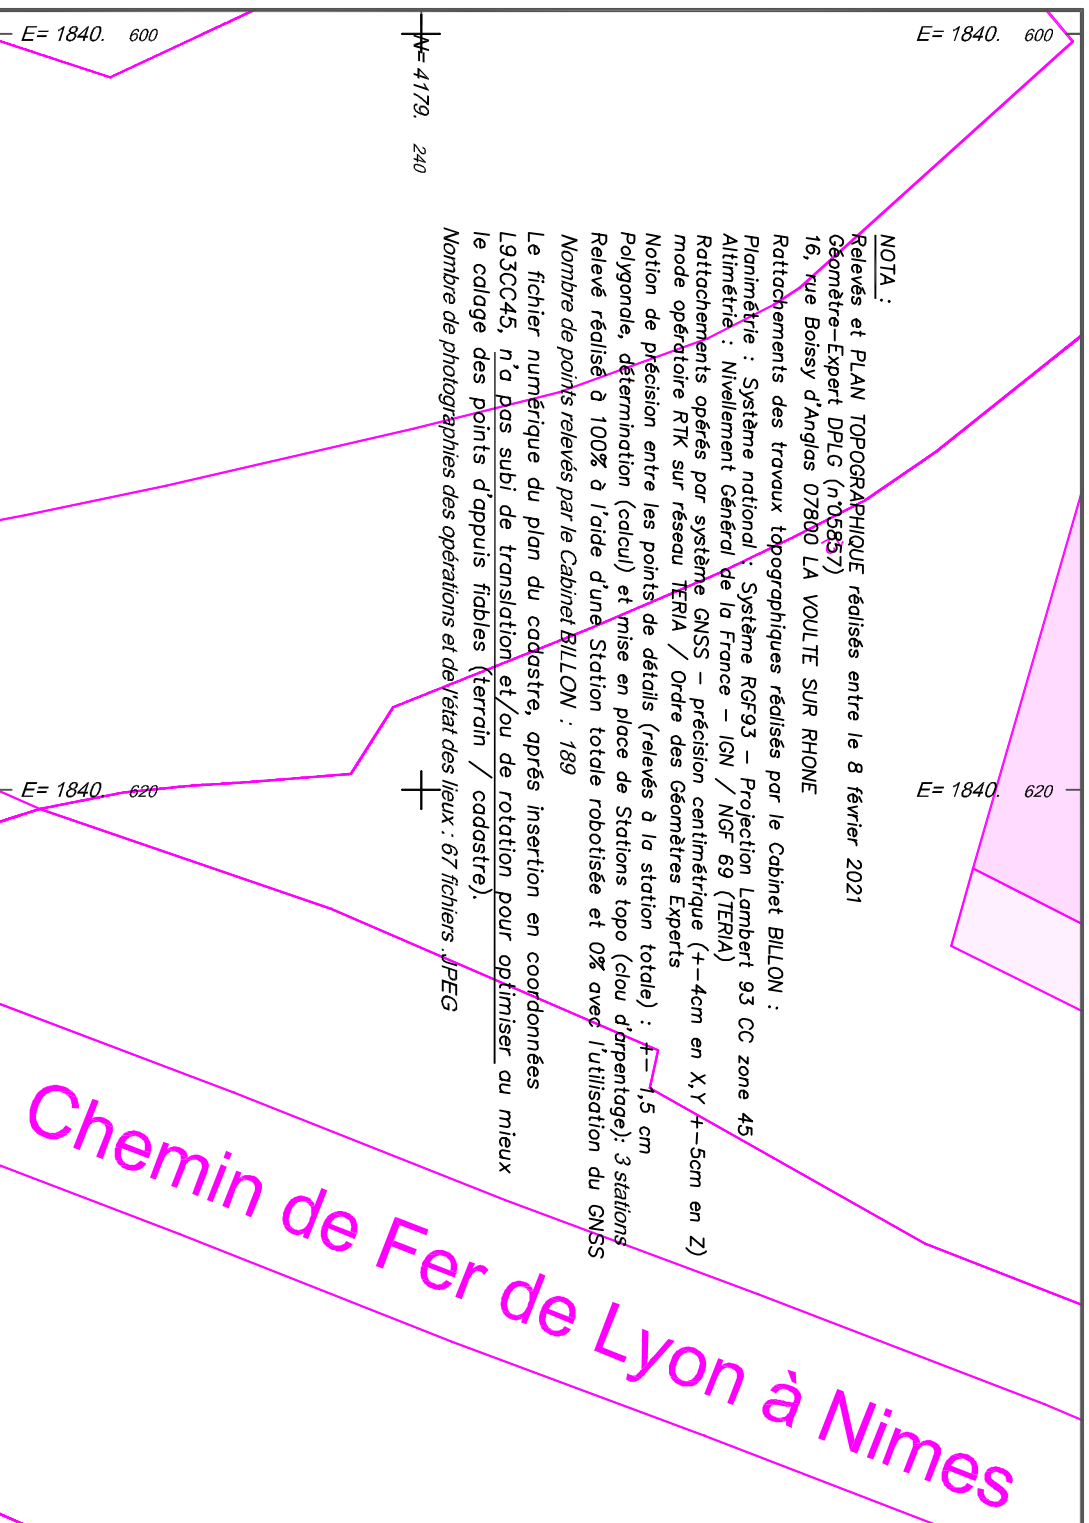 E= 1840. 600
E= 1840. 600
N= 4179. 240
NOTA :
Relevés et PLAN TOPOGRAPHIQUE réalisés entre le 8 février 2021
Géomètre-Expert DPLG (n°05857)
16, rue Boissy d'Anglas 07800 LA VOULTE SUR RHONE
Rattachements des travaux topographiques réalisés par le Cabinet BILLON :
Planimétrie : Système national : Système RGF93 - Projection Lambert 93 CC zone 45
Altimétrie : Nivellement Général de la France - IGN / NGF 69 (TERIA)
Rattachements opérés par système GNSS - précision centimétrique (+-4cm en X,Y +-5cm en Z)
mode opératoire RTK sur réseau TERIA / Ordre des Géomètres Experts
Notion de précision entre les points de détails (relevés à la station totale) : +- 1,5 cm
Polygonale, détermination (calcul) et mise en place de Stations topo (clou d'arpentage): 3 stations
Relevé réalisé à 100% à l'aide d'une Station totale robotisée et 0% avec l'utilisation du GNSS
Nombre de points relevés par le Cabinet BILLON : 189
Le fichier numérique du plan du cadastre, après insertion en coordonnées
L93CC45, n'a pas subi de translation et/ou de rotation pour optimiser au mieux
le calage des points d'appuis fiables (terrain / cadastre).
Nombre de photographies des opérations et de l'état des lieux : 67 fichiers .JPEG
E= 1840. 620
E= 1840. 620
Chemin de Fer de Lyon à Nimes